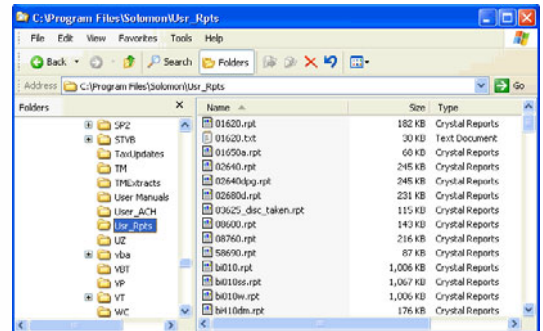 C:\Program Files\Solomon\Usr_Rpts
File Edit View Favorites Tools Help
Back Search Folders
Address C:\Program Files\Solomon\Usr_Rpts Go
Folders × Name Size Type
SP2 01620.rpt 182 KB Crystal Reports
STVB 01620.txt 30 KB Text Document
TaxUpdates 01650a.rpt 60 KB Crystal Reports
TM 02640.rpt 245 KB Crystal Reports
TMExtracts 02640dpg.rpt 245 KB Crystal Reports
User Manuals 02680d.rpt 231 KB Crystal Reports
User_ACH 03625_disc_taken.rpt 115 KB Crystal Reports
Usr_Rpts 08600.rpt 143 KB Crystal Reports
UZ 08760.rpt 216 KB Crystal Reports
vba 58690.rpt 87 KB Crystal Reports
VBT bi010.rpt 1,006 KB Crystal Reports
VP bi010ss.rpt 1,067 KB Crystal Reports
VT bi010w.rpt 1,006 KB Crystal Reports
WC bi410dm.rpt 176 KB Crystal Reports